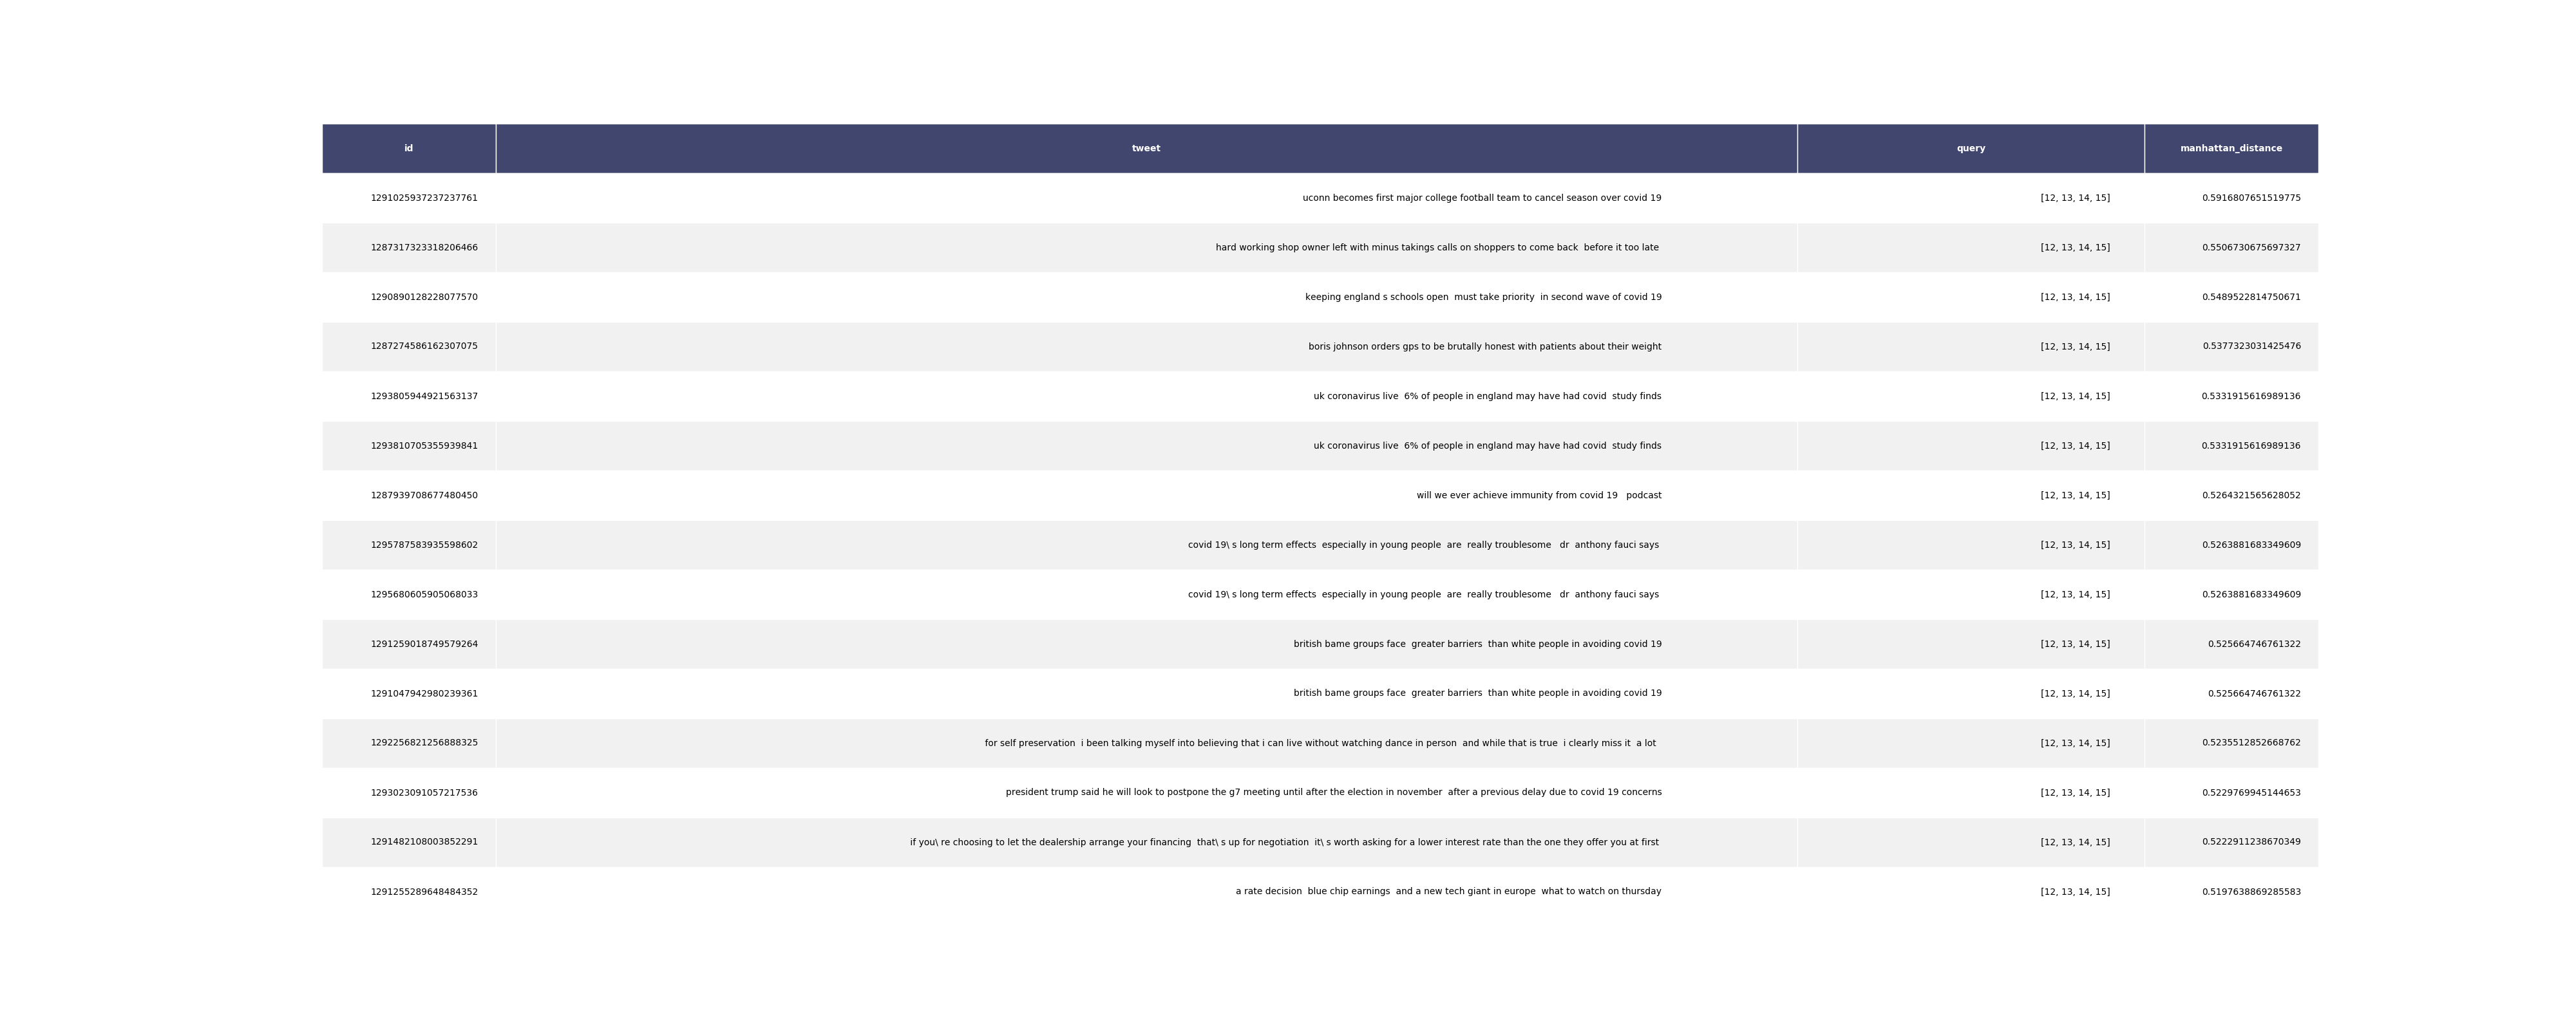 id tweet query manhattan_distance
1291025937237237761 uconn becomes first major college football team to cancel season over covid 19 [12, 13, 14, 15] 0.5916807651519775
1287317323318206466 hard working shop owner left with minus takings calls on shoppers to come back  before it too late [12, 13, 14, 15] 0.5506730675697327
1290890128228077570 keeping england s schools open  must take priority  in second wave of covid 19 [12, 13, 14, 15] 0.5489522814750671
1287274586162307075 boris johnson orders gps to be brutally honest with patients about their weight [12, 13, 14, 15] 0.5377323031425476
1293805944921563137 uk coronavirus live  6% of people in england may have had covid  study finds [12, 13, 14, 15] 0.5331915616989136
1293810705355939841 uk coronavirus live  6% of people in england may have had covid  study finds [12, 13, 14, 15] 0.5331915616989136
1287939708677480450 will we ever achieve immunity from covid 19   podcast [12, 13, 14, 15] 0.5264321565628052
1295787583935598602 covid 19\ s long term effects  especially in young people  are  really troublesome   dr  anthony fauci says [12, 13, 14, 15] 0.5263881683349609
1295680605905068033 covid 19\ s long term effects  especially in young people  are  really troublesome   dr  anthony fauci says [12, 13, 14, 15] 0.5263881683349609
1291259018749579264 british bame groups face  greater barriers  than white people in avoiding covid 19 [12, 13, 14, 15] 0.525664746761322
1291047942980239361 british bame groups face  greater barriers  than white people in avoiding covid 19 [12, 13, 14, 15] 0.525664746761322
1292256821256888325 for self preservation  i been talking myself into believing that i can live without watching dance in person  and while that is true  i clearly miss it  a lot [12, 13, 14, 15] 0.5235512852668762
1293023091057217536 president trump said he will look to postpone the g7 meeting until after the election in november  after a previous delay due to covid 19 concerns [12, 13, 14, 15] 0.5229769945144653
1291482108003852291 if you\ re choosing to let the dealership arrange your financing  that\ s up for negotiation  it\ s worth asking for a lower interest rate than the one they offer you at first [12, 13, 14, 15] 0.5222911238670349
1291255289648484352 a rate decision  blue chip earnings  and a new tech giant in europe  what to watch on thursday [12, 13, 14, 15] 0.5197638869285583